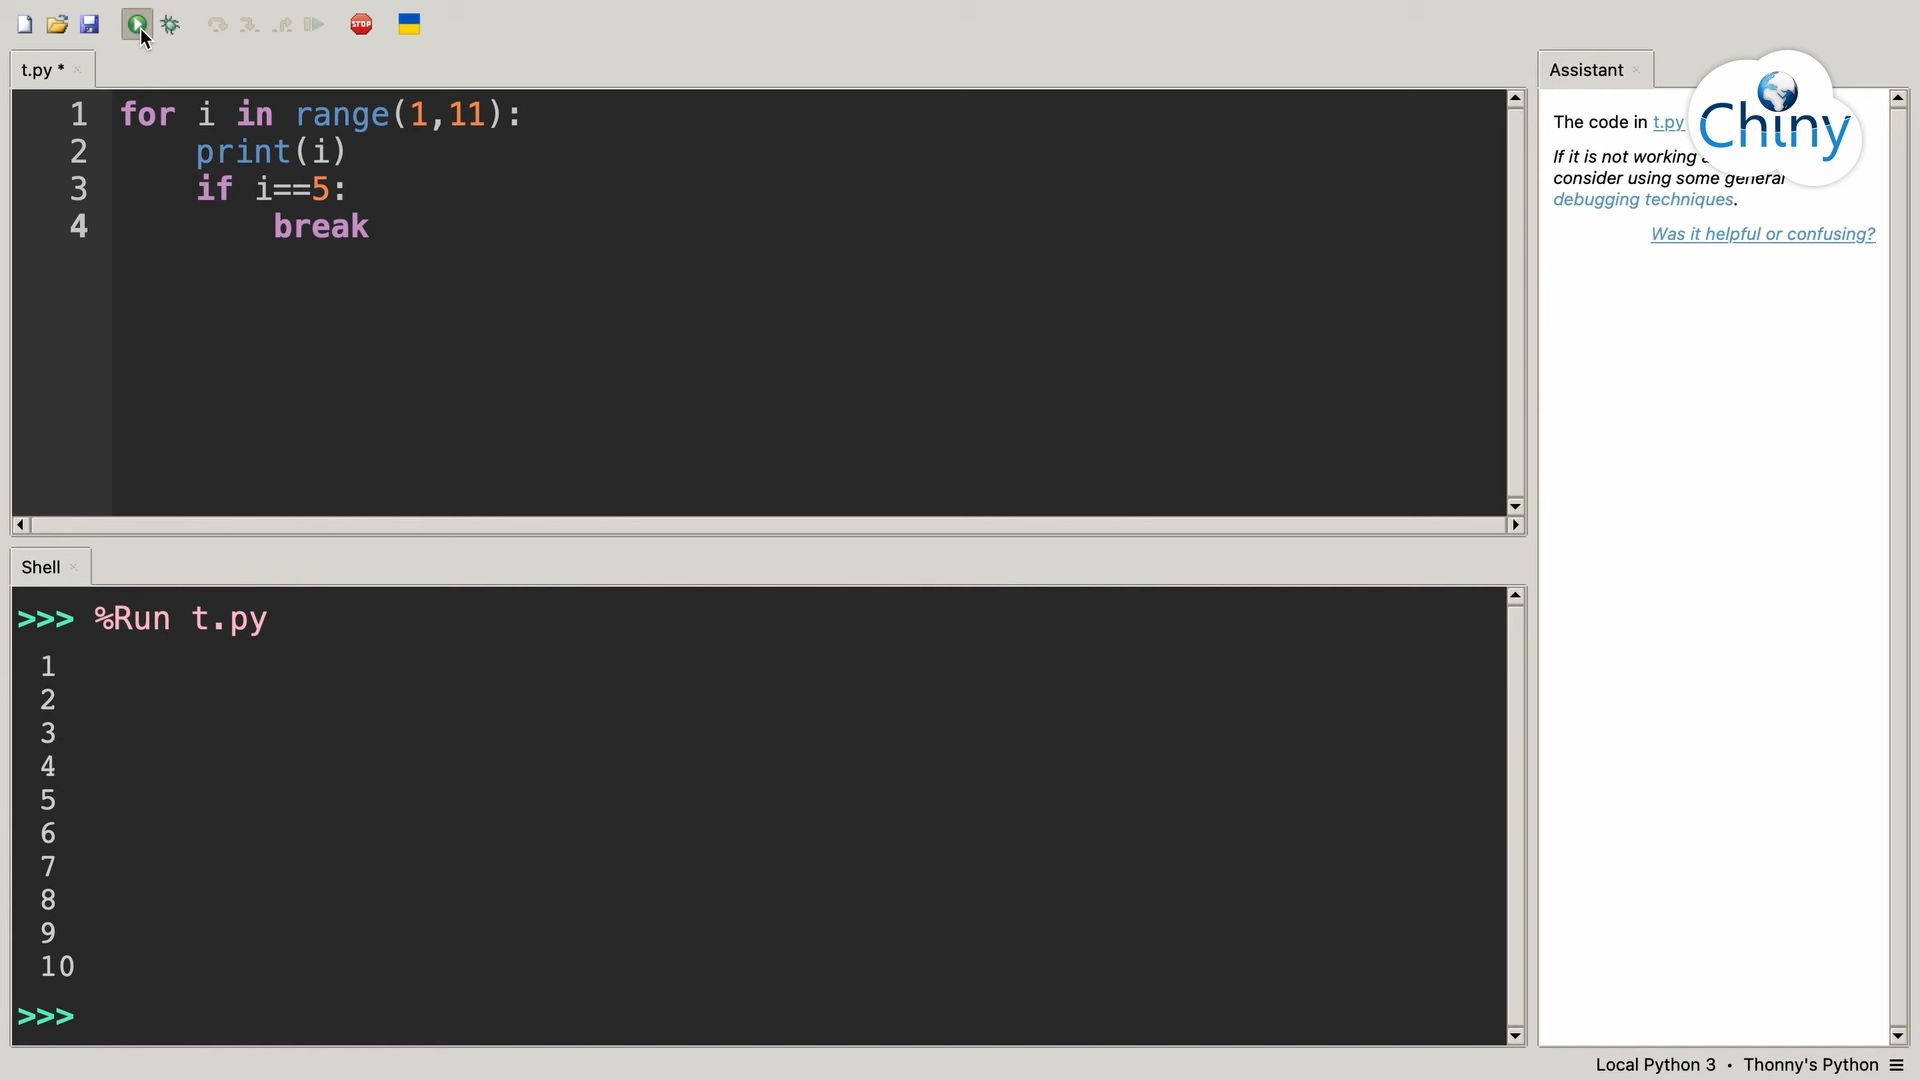 STOP
t.py *
1 for i in range(1,11):
2 print(i)
3 if i==5:
4 break
Shell
>>> %Run t.py
1
2
3
4
5
6
7
8
9
10
>>>
Assistant
Chiny
The code in t.py
If it is not working
consider using some general
debugging techniques.
Was it helpful or confusing?
Local Python 3 • Thonny's Python ≡